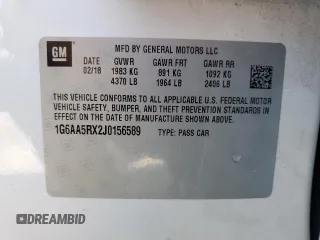 GM
MFD BY GENERAL MOTORS LLC
02/18 GVWR GAWR FRT GAWR RR
1983 KG 891 KG 1092 KG
4370 LB 1964 LB 2406 LB
THIS VEHICLE CONFORMS TO ALL APPLICABLE U.S. FEDERAL MOTOR
VEHICLE SAFETY, BUMPER, AND THEFT PREVENTION STANDARDS IN
EFFECT ON THE DATE OF MANUFACTURE SHOWN ABOVE.
1G6AA5RX2J0156589 TYPE: PASS CAR
DREAMBID